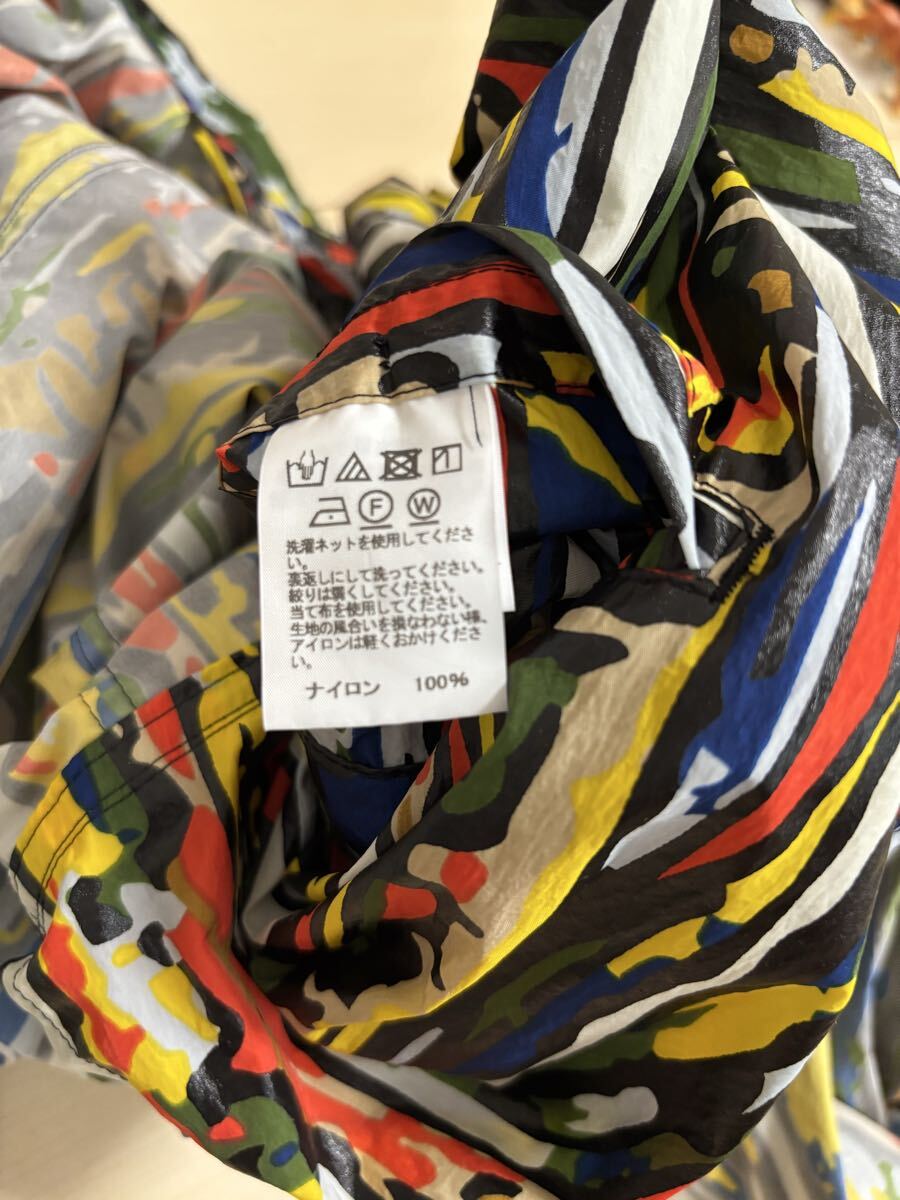 F W
洗濯ネットを使用してくださ
い。
裏返しにして洗ってください。
絞りは弱くしてください。
当て布を使用してください。
生地の風合いを損なわない様、
アイロンは軽くおかけくださ
い。
ナイロン 100%